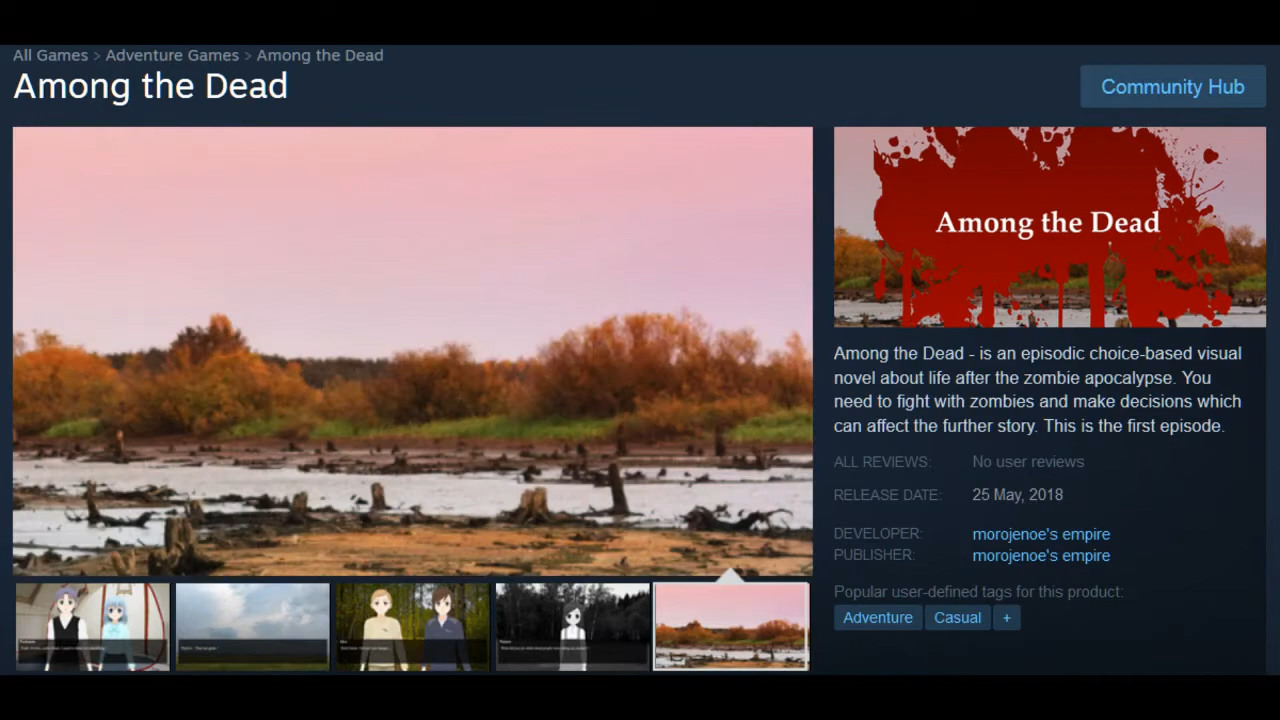 All Games > Adventure Games > Among the Dead
Among the Dead
Community Hub
Among the Dead
Among the Dead - is an episodic choice-based visual
novel about life after the zombie apocalypse. You
need to fight with zombies and make decisions which
can affect the further story. This is the first episode.
ALL REVIEWS: No user reviews
RELEASE DATE: 25 May, 2018
DEVELOPER: morojenoe's empire
PUBLISHER: morojenoe's empire
Popular user-defined tags for this product:
Adventure Casual +